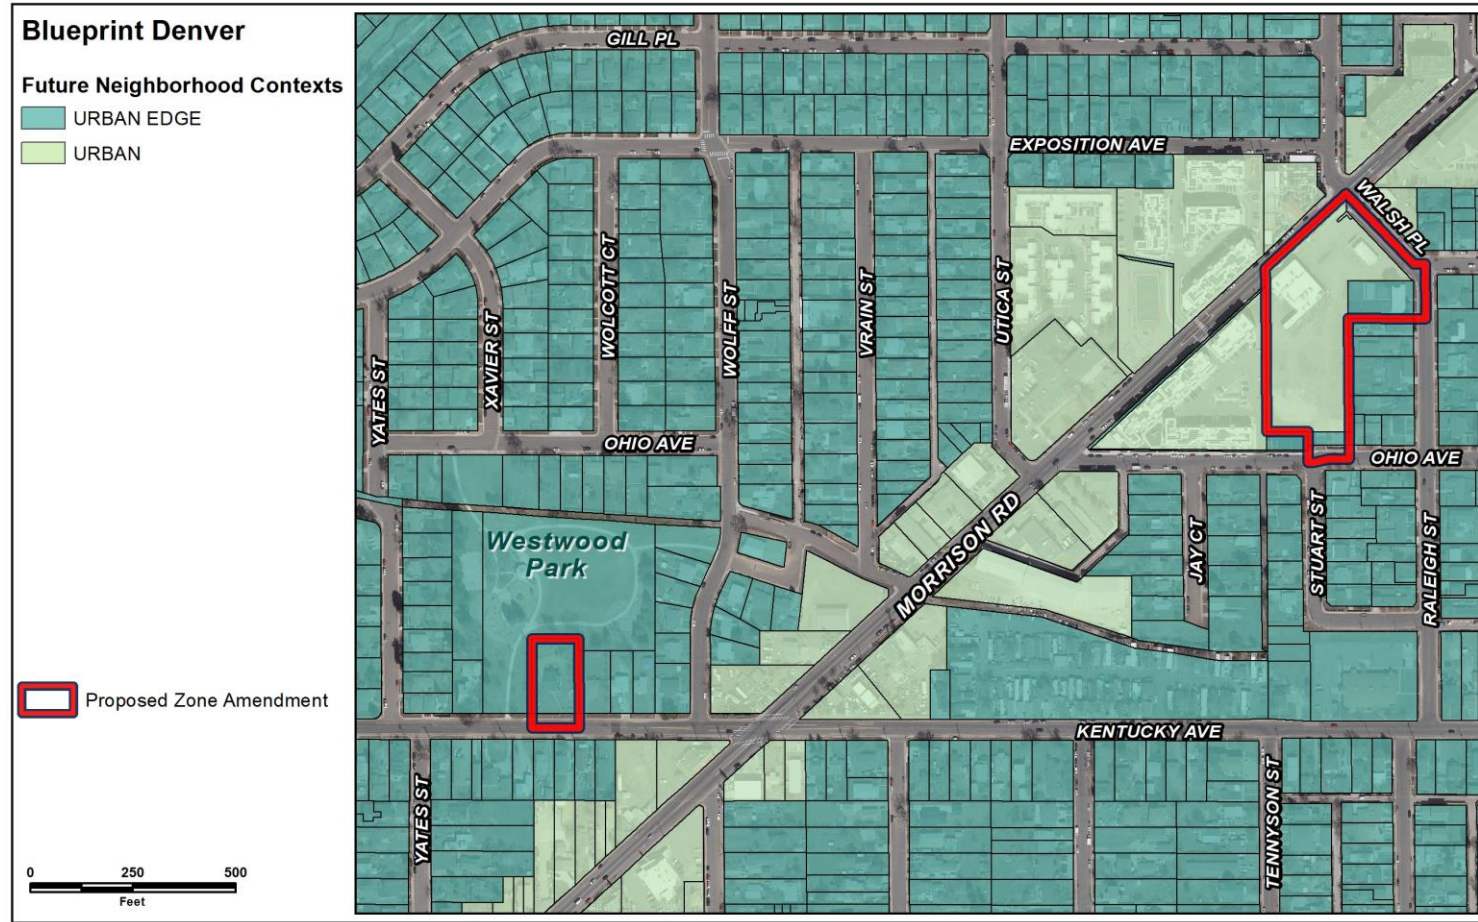 Blueprint Denver
Future Neighborhood Contexts
URBAN EDGE
URBAN
Proposed Zone Amendment
0 250 500
Feet
GILL PL
EXPOSITION AVE
WALSH PL
WOLCOTT CT
WOLFF ST
VRAIN ST
UTICA ST
XAVIER ST
YATES ST
OHIO AVE
OHIO AVE
Westwood
Park
MORRISON RD
JAY CT
STUART ST
RALEIGH ST
KENTUCKY AVE
YATES ST
TENNYSON ST